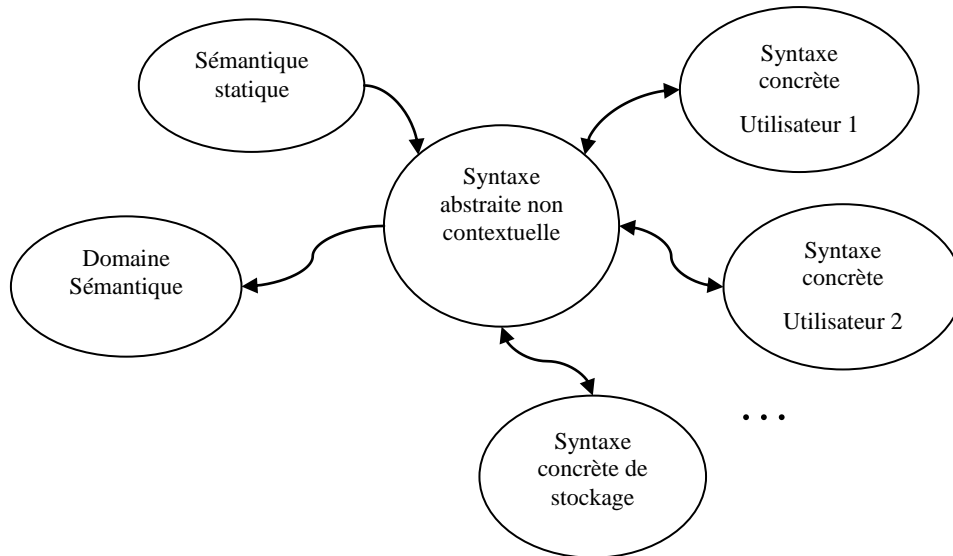 Sémantique
statique
Syntaxe
concrète
Utilisateur 1
Syntaxe
abstraite non
contextuelle
Domaine
Sémantique
Syntaxe
concrète
Utilisateur 2
Syntaxe
concrète de
stockage
...